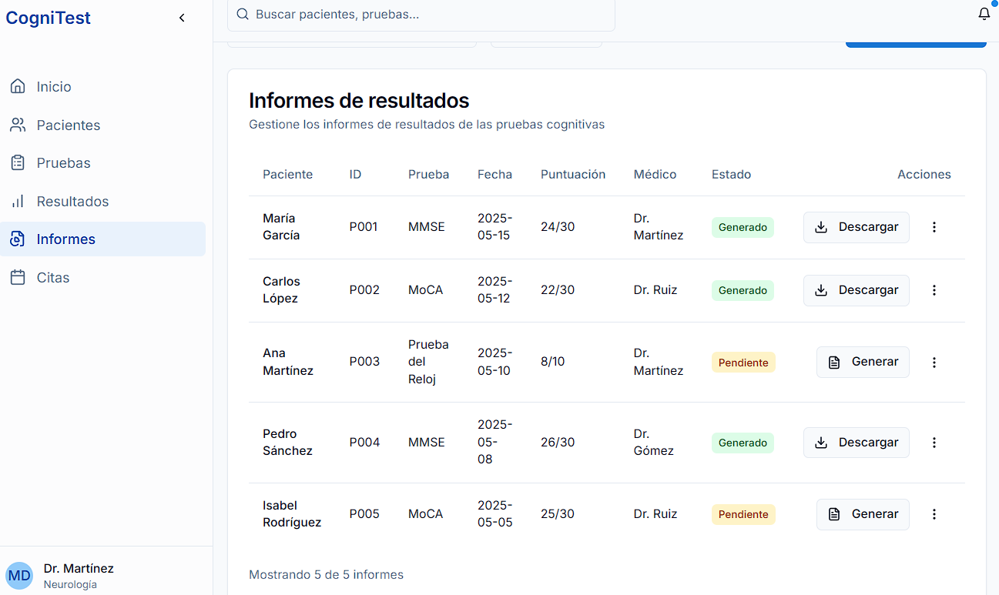 CogniTest
Buscar pacientes, pruebas...
Inicio
Pacientes
Pruebas
Resultados
Informes
Citas
Informes de resultados
Gestione los informes de resultados de las pruebas cognitivas
Paciente ID Prueba Fecha Puntuación Médico Estado Acciones
María
García
P001
MMSE
2025-
05-15
24/30
Dr.
Martínez
Generado
Descargar
Carlos
López
P002
MoCA
2025-
05-12
22/30
Dr. Ruiz
Generado
Descargar
Ana
Martínez
P003
Prueba
del
Reloj
2025-
05-10
8/10
Dr.
Martínez
Pendiente
Generar
Pedro
Sánchez
P004
MMSE
2025-
05-
08
26/30
Dr.
Gómez
Generado
Descargar
Isabel
Rodríguez
P005
MoCA
2025-
05-05
25/30
Dr. Ruiz
Pendiente
Generar
Mostrando 5 de 5 informes
MD
Dr. Martínez
Neurología